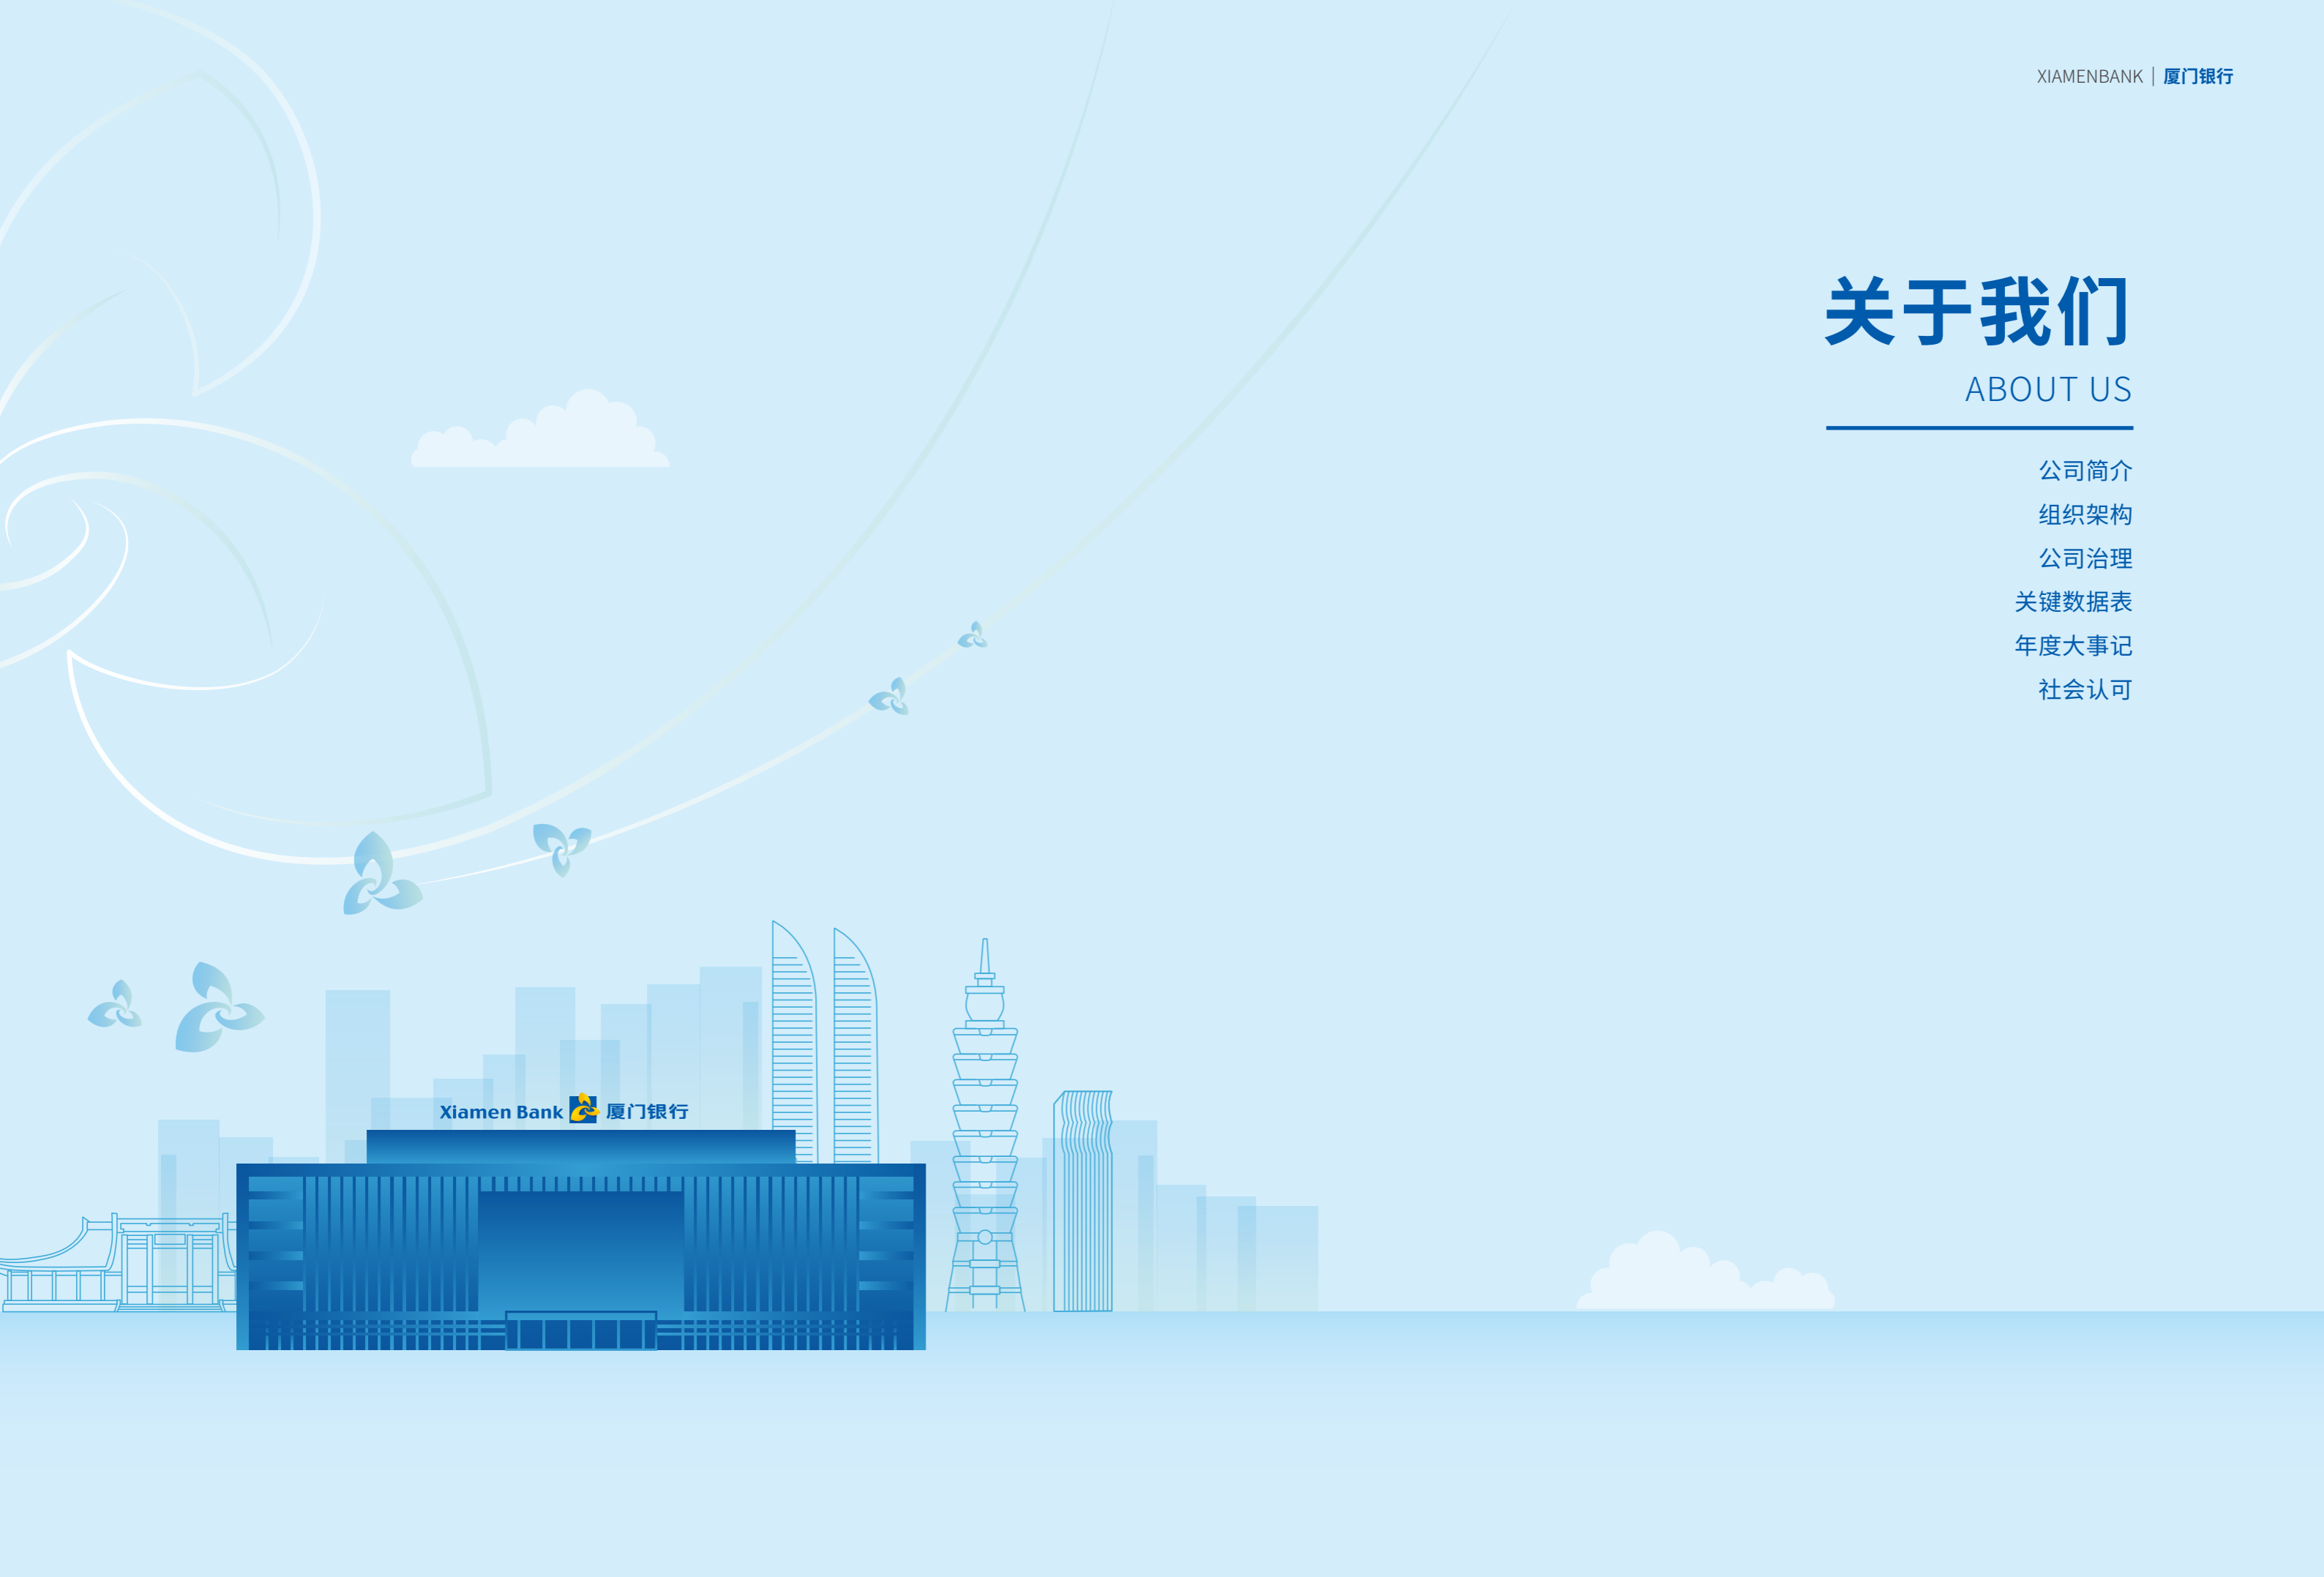 XIAMENBANK | 厦门银行
关于我们
ABOUT US
公司简介
组织架构
公司治理
关键数据表
年度大事记
社会认可
Xiamen Bank 厦门银行